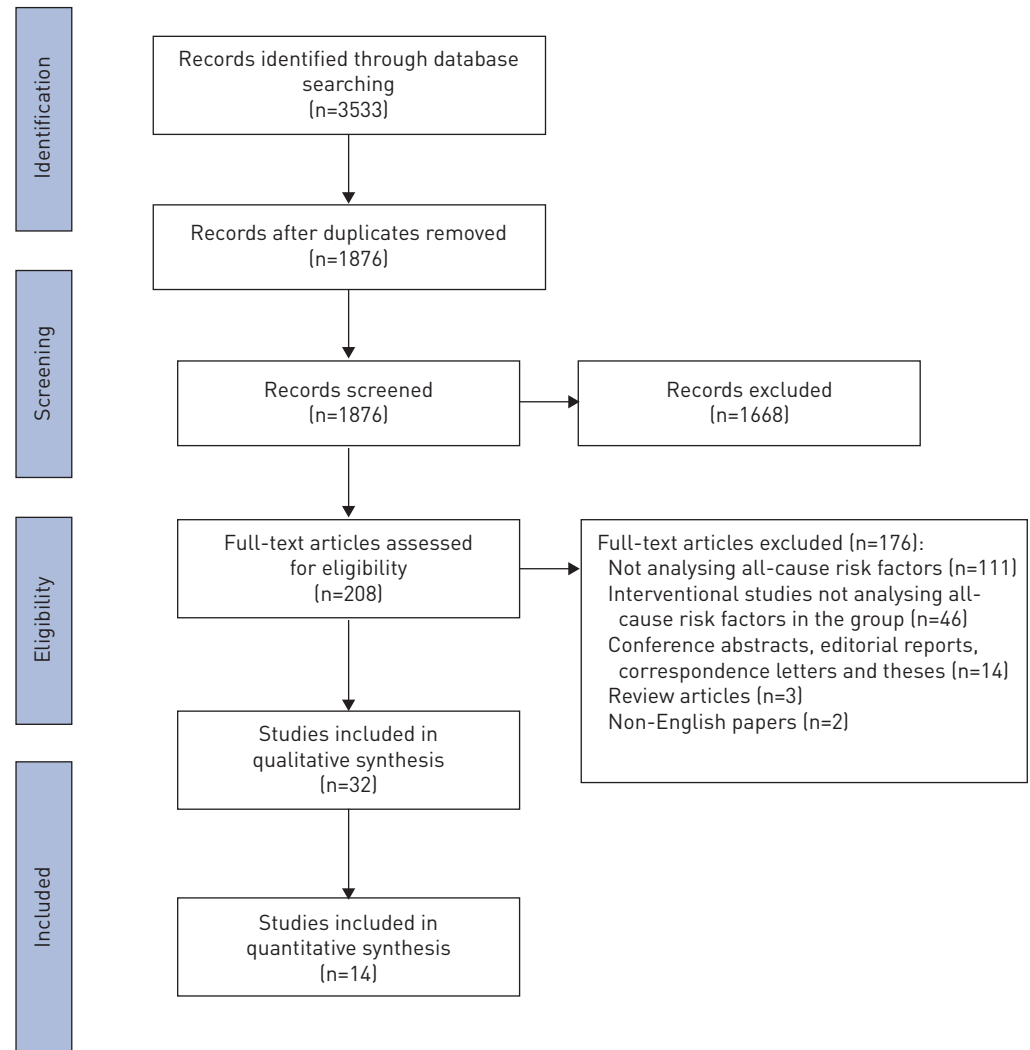 Identification
Records identified through database
searching
(n=3533)
Records after duplicates removed
(n=1876)
Screening
Records screened
(n=1876)
Records excluded
(n=1668)
Eligibility
Full-text articles assessed
for eligibility
(n=208)
Full-text articles excluded (n=176):
Not analysing all-cause risk factors (n=111)
Interventional studies not analysing all-
cause risk factors in the group (n=46)
Conference abstracts, editorial reports,
correspondence letters and theses (n=14)
Review articles (n=3)
Non-English papers (n=2)
Studies included in
qualitative synthesis
(n=32)
Included
Studies included in
quantitative synthesis
(n=14)